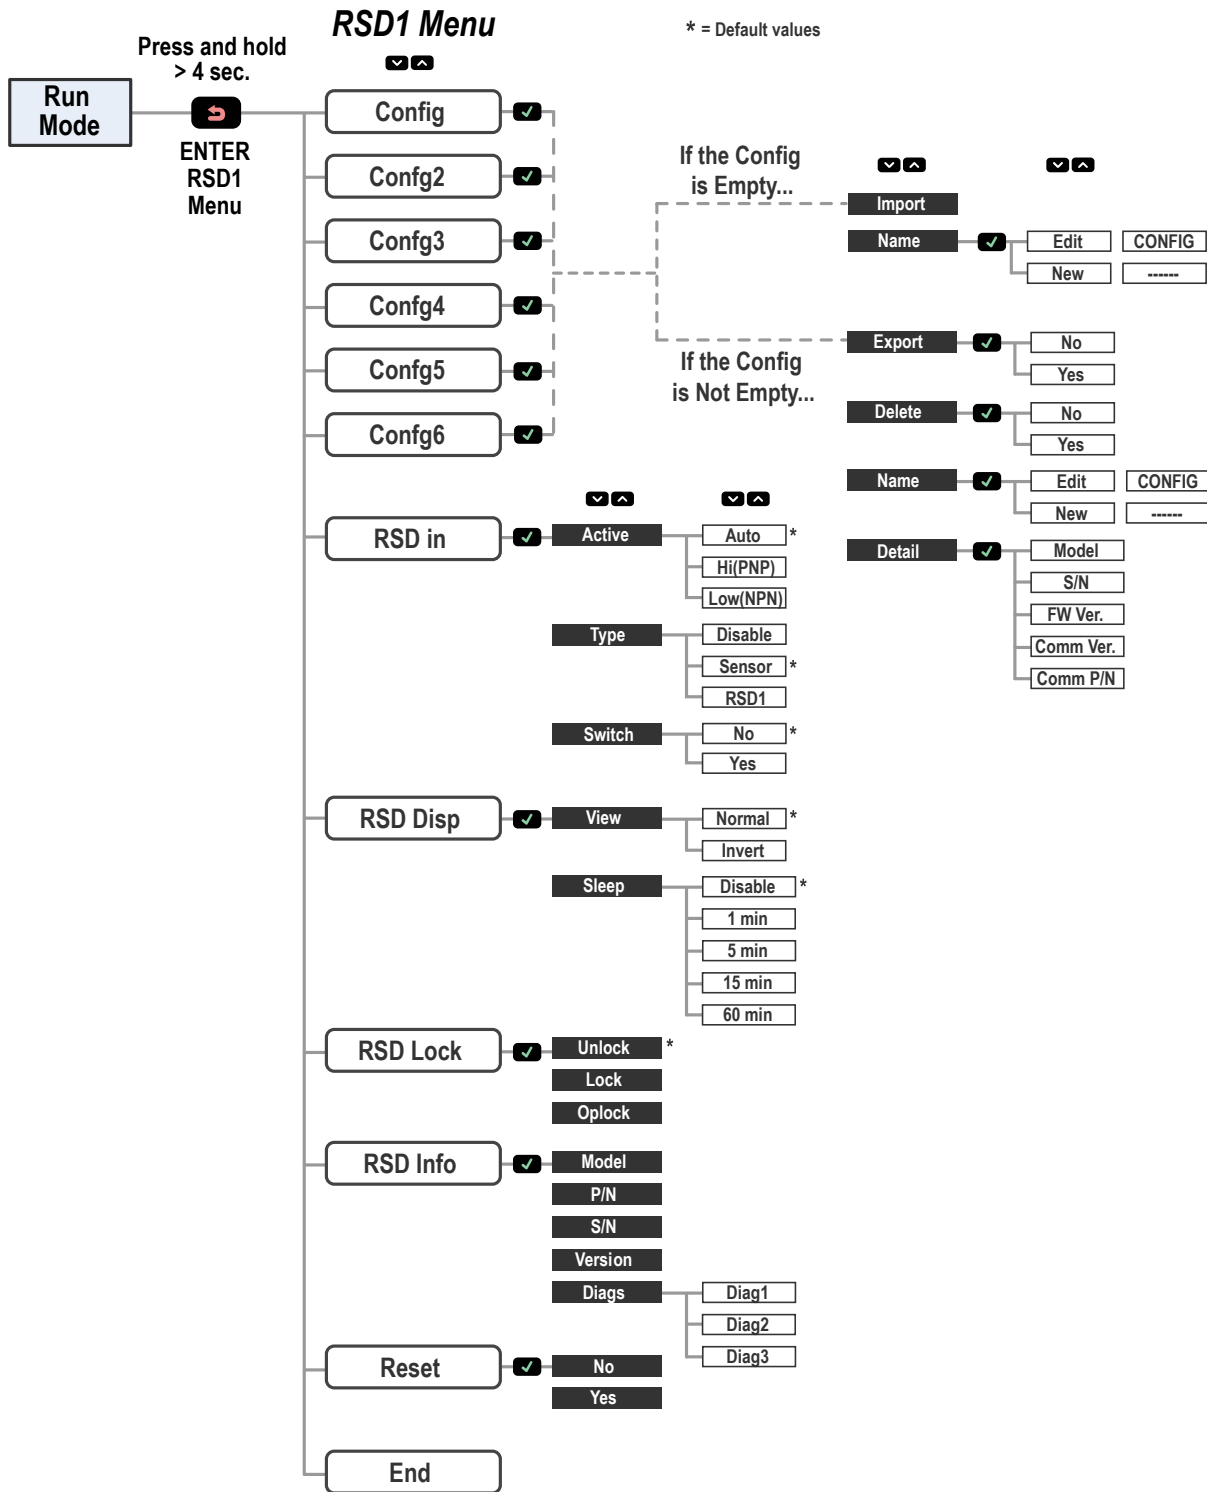 RSD1 Menu
* = Default values
Press and hold
> 4 sec.
Run
Mode
ENTER
RSD1
Menu
Config
Confg2
Confg3
Confg4
Confg5
Confg6
If the Config
is Empty...
Import
Name
Edit
CONFIG
New
------
If the Config
is Not Empty...
Export
No
Yes
Delete
No
Yes
Name
Edit
CONFIG
New
------
Detail
Model
S/N
FW Ver.
Comm Ver.
Comm P/N
RSD in
Active
Auto *
Hi(PNP)
Low(NPN)
Type
Disable
Sensor *
RSD1
Switch
No *
Yes
RSD Disp
View
Normal *
Invert
Sleep
Disable *
1 min
5 min
15 min
60 min
RSD Lock
Unlock *
Lock
Oplock
RSD Info
Model
P/N
S/N
Version
Diags
Diag1
Diag2
Diag3
Reset
No
Yes
End